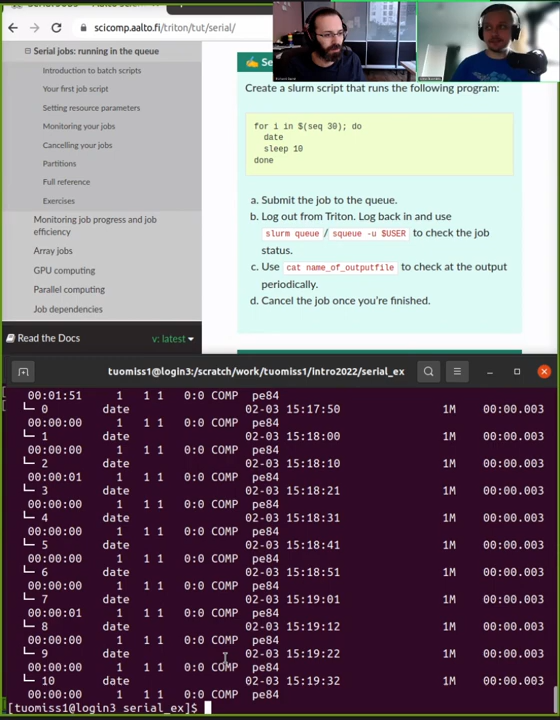 scicomp.aalto.fi/triton/tut/serial/
Serial jobs: running in the queue
Introduction to batch scripts
Your first job script
Setting resource parameters
Monitoring your jobs
Cancelling your jobs
Partitions
Full reference
Exercises
Monitoring job progress and job
efficiency
Array jobs
GPU computing
Parallel computing
Job dependencies
Read the Docs
v: latest
Create a slurm script that runs the following program:
for i in $(seq 30); do
date
sleep 10
done
a. Submit the job to the queue.
b. Log out from Triton. Log back in and use
slurm queue / squeue -u $USER to check the job
status.
c. Use cat name_of_outputfile to check at the output
periodically.
d. Cancel the job once you're finished.
tuomiss1@login3:/scratch/work/tuomiss1/intro2022/serial_ex
00:01:51 1 1 1 0:0 COMP pe84
└─ 0 date 02-03 15:17:50 1M 00:00.003
00:00:00 1 1 1 0:0 COMP pe84
└─ 1 date 02-03 15:18:00 1M 00:00.003
00:00:00 1 1 1 0:0 COMP pe84
└─ 2 date 02-03 15:18:10 1M 00:00.003
00:00:01 1 1 1 0:0 COMP pe84
└─ 3 date 02-03 15:18:21 1M 00:00.003
00:00:00 1 1 1 0:0 COMP pe84
└─ 4 date 02-03 15:18:31 1M 00:00.003
00:00:00 1 1 1 0:0 COMP pe84
└─ 5 date 02-03 15:18:41 1M 00:00.003
00:00:00 1 1 1 0:0 COMP pe84
└─ 6 date 02-03 15:18:51 1M 00:00.003
00:00:00 1 1 1 0:0 COMP pe84
└─ 7 date 02-03 15:19:01 1M 00:00.003
00:00:01 1 1 1 0:0 COMP pe84
└─ 8 date 02-03 15:19:12 1M 00:00.003
00:00:00 1 1 1 0:0 COMP pe84
└─ 9 date 02-03 15:19:22 1M 00:00.003
00:00:00 1 1 1 0:0 COMP pe84
└─ 10 date 02-03 15:19:32 1M 00:00.003
00:00:00 1 1 1 0:0 COMP pe84
[tuomiss1@login3 serial_ex]$